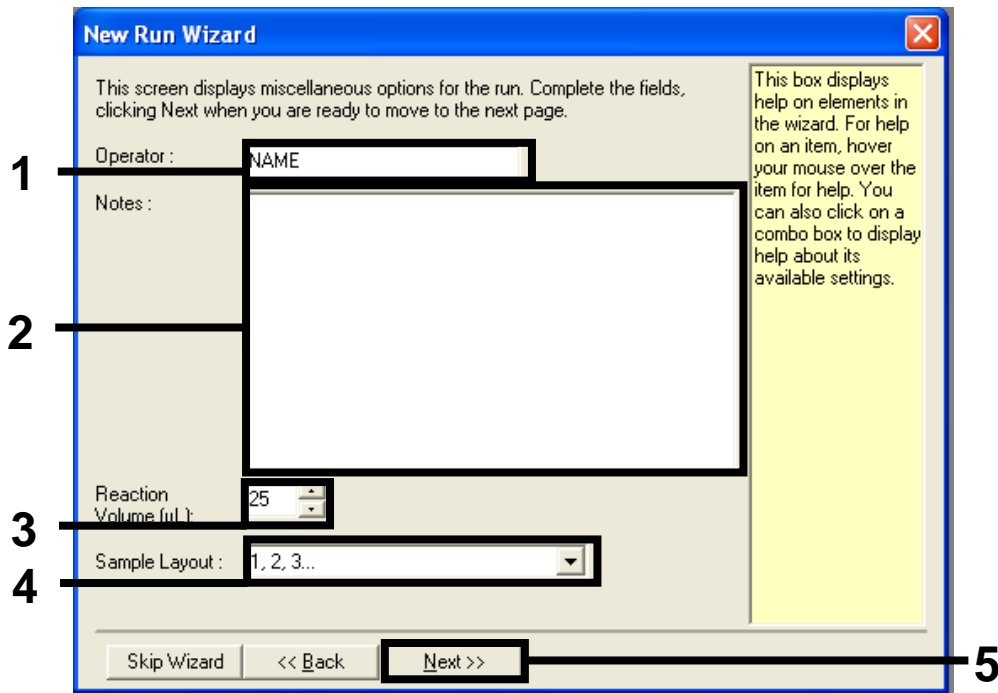 New Run Wizard
This screen displays miscellaneous options for the run. Complete the fields,
clicking Next when you are ready to move to the next page.
This box displays
help on elements in
the wizard. For help
on an item, hover
your mouse over the
item for help. You
can also click on a
combo box to display
help about its
available settings.
1
Operator :
NAME
Notes :
2
Reaction
Volume (µL):
25
3
Sample Layout :
1, 2, 3...
4
Skip Wizard
<< Back
Next >>
5